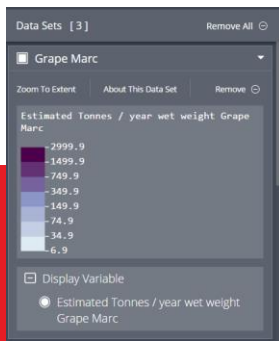 Data Sets [3] Remove All
Grape Marc
Zoom To Extent About This Data Set Remove
Estimated Tonnes / year wet weight Grape
Marc
2999.9
1499.9
749.9
349.9
149.9
74.9
34.9
6.9
Display Variable
Estimated Tonnes / year wet weight
Grape Marc